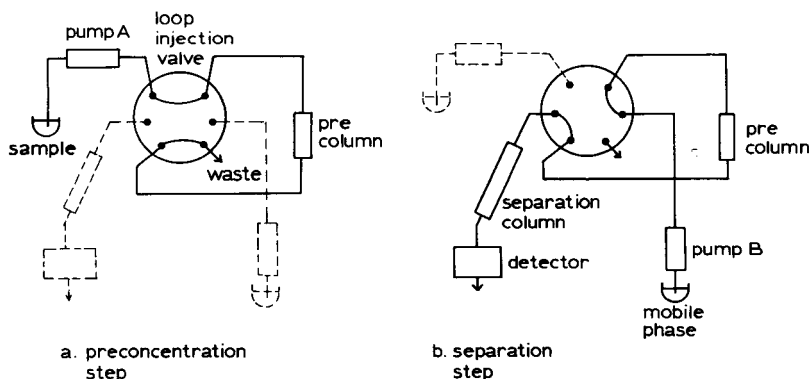 loop
injection
valve
pump A
sample
pre
column
waste
a. preconcentration
step
pre
column
separation
column
pump B
detector
mobile
phase
b. separation
step